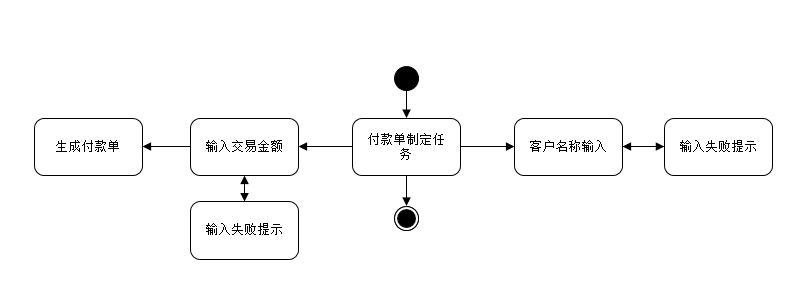 生成付款单
输入交易金额
付款单制定任
务
客户名称输入
输入失败提示
输入失败提示